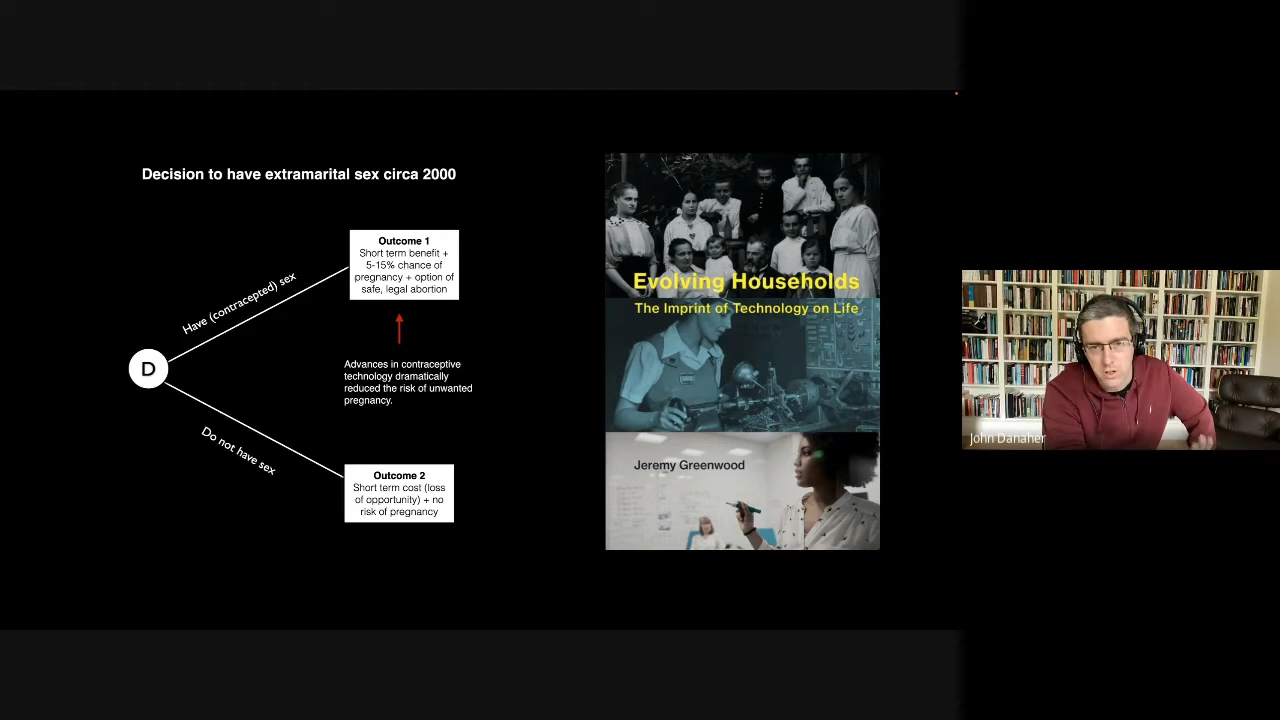 Decision to have extramarital sex circa 2000
Have (contracepted) sex
Outcome 1
Short term benefit +
5-15% chance of
pregnancy + option of
safe, legal abortion
D
Advances in contraceptive
technology dramatically
reduced the risk of unwanted
pregnancy.
Do not have sex
Outcome 2
Short term cost (loss
of opportunity) + no
risk of pregnancy
Evolving Households
The Imprint of Technology on Life
Jeremy Greenwood
John Danaher